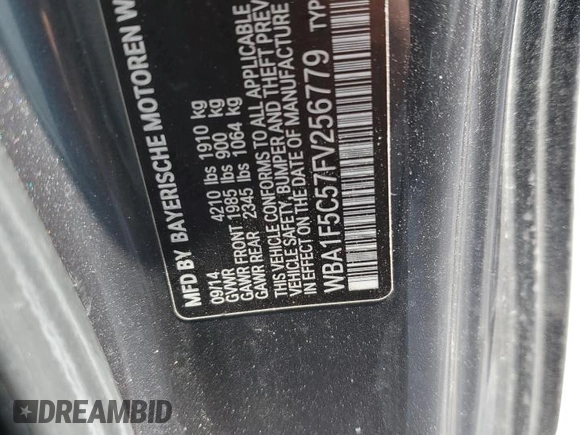 MFD BY BAYERISCHE MOTOREN W
09/14
GVWR 4210 lbs 1910 kg
GAWR FRONT 1985 lbs 900 kg
GAWR REAR 2345 lbs 1064 kg
THIS VEHICLE CONFORMS TO ALL APPLICABLE
VEHICLE SAFETY, BUMPER AND THEFT PREV
IN EFFECT ON THE DATE OF MANUFACTURE
WBA1F5C57FV256779 TYP
DREAMBID